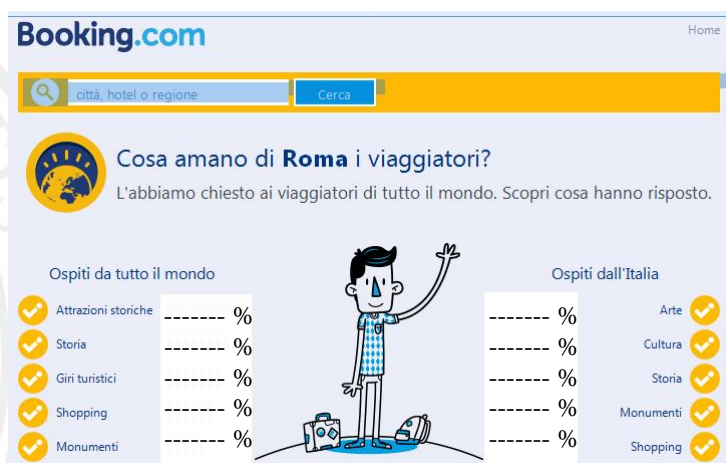 Booking.com
Home
città, hotel o regione
Cerca
Cosa amano di Roma i viaggiatori?
L'abbiamo chiesto ai viaggiatori di tutto il mondo. Scopri cosa hanno risposto.
Ospiti da tutto il mondo
Ospiti dall'Italia
Attrazioni storiche ------- % ------- % Arte
Storia ------- % ------- % Cultura
Giri turistici ------- % ------- % Storia
Shopping ------- % ------- % Monumenti
Monumenti ------- % ------- % Shopping